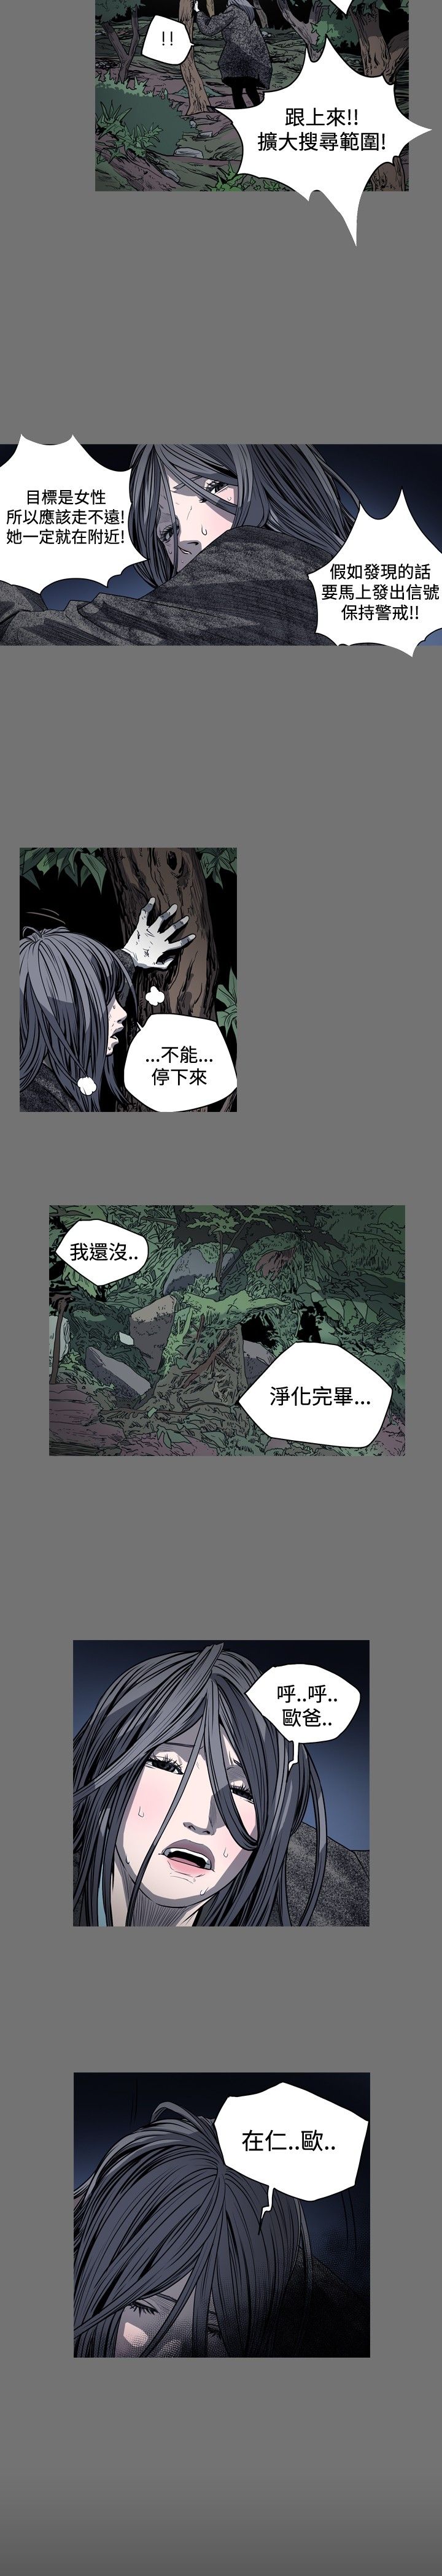 !!
跟上來!!
擴大搜尋範圍!
目標是女性
所以應該走不遠!
她一定就在附近!
假如發現的話
要馬上發出信號
保持警戒!!
...不能...
停下來
我還沒..
淨化完畢...
呼..呼..
歐爸..
在仁..歐..